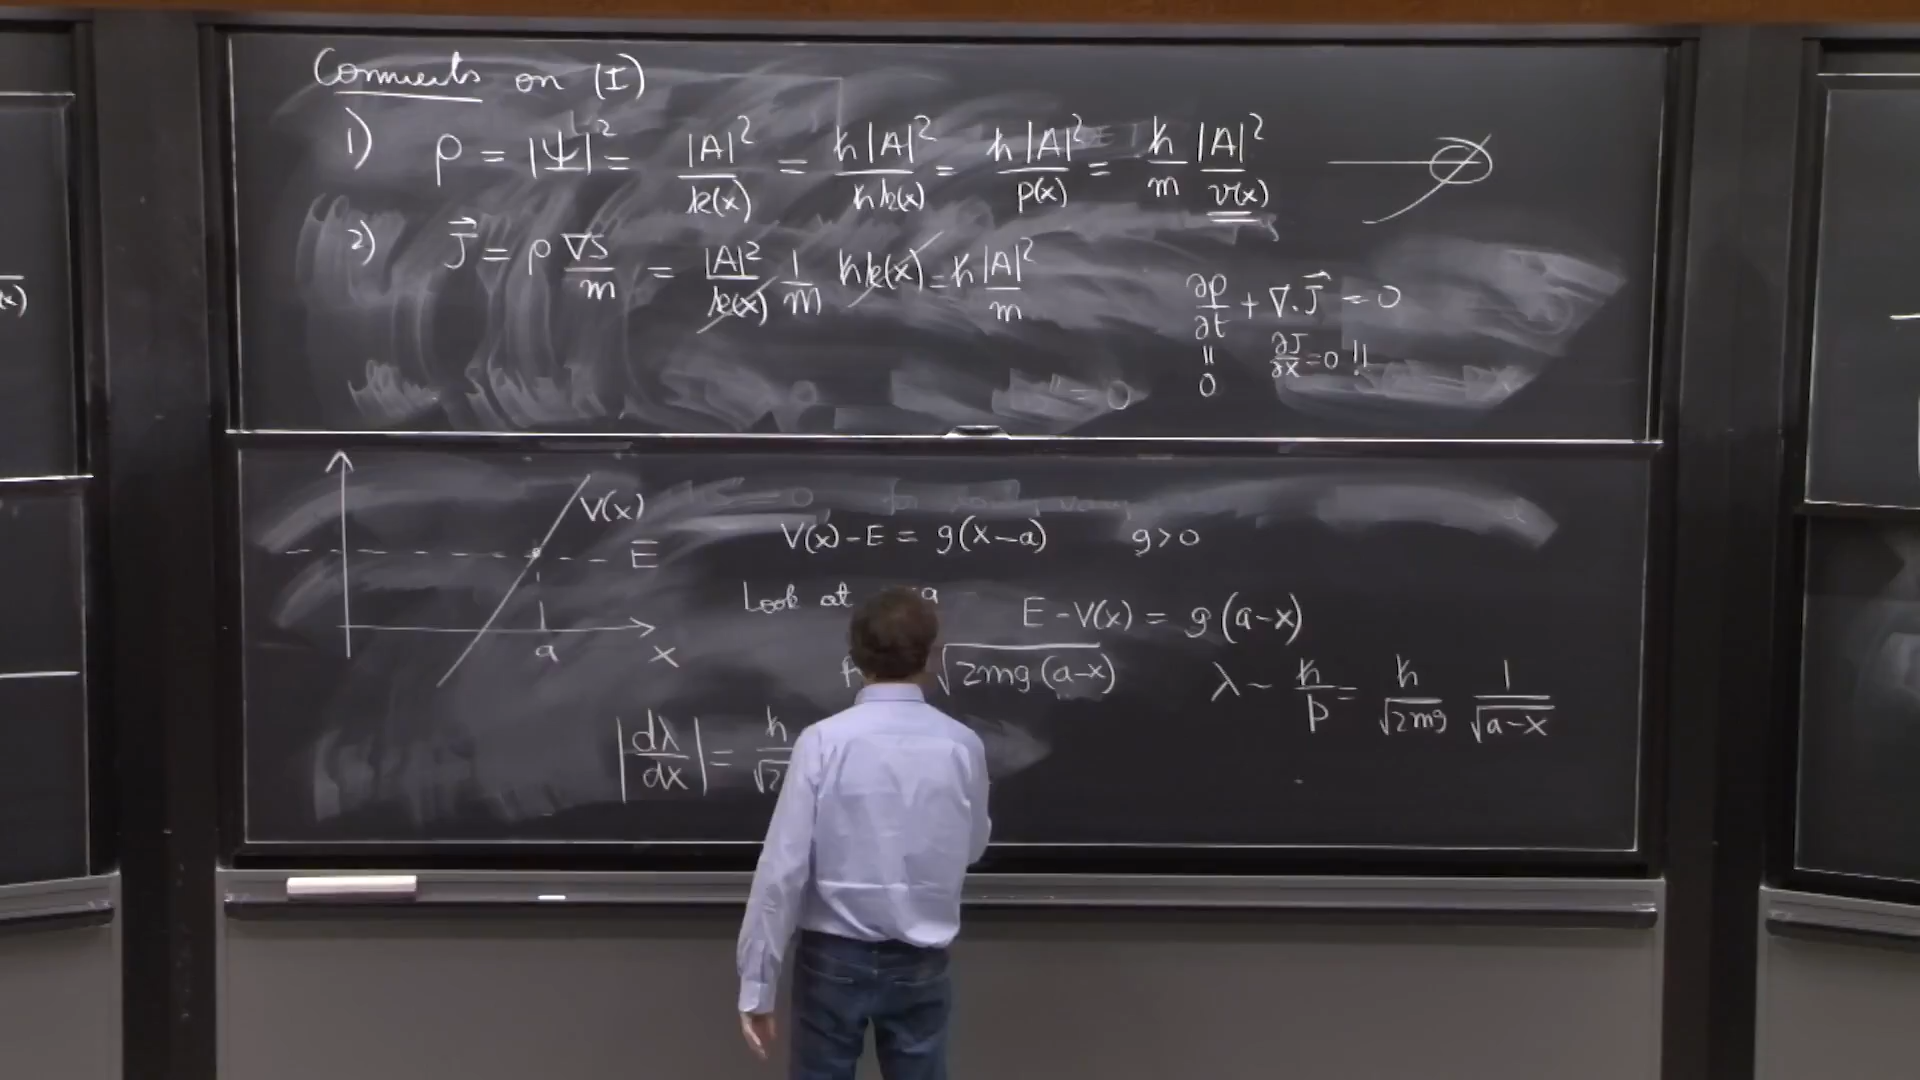 Comments on (I)
1) ρ = |Ψ|² = |A|²/k(x) = ħ|A|²/ħk(x) = ħ|A|²/p(x) = ħ/m |A|²/v(x)
2) J⃗ = ρ ∇S/m = |A|²/k(x) 1/m ħk(x) = ħ|A|²/m
∂ρ/∂t + ∇·J⃗ = 0
= 0 ∂J/∂x = 0 !!
V(x)
E
a x
V(x)-E = g(x-a) g>0
Look at
E-V(x) = g(a-x)
√2mg(a-x)
λ ~ ħ/p = ħ/√2mg 1/√a-x
|dλ/dx| = ħ/√2